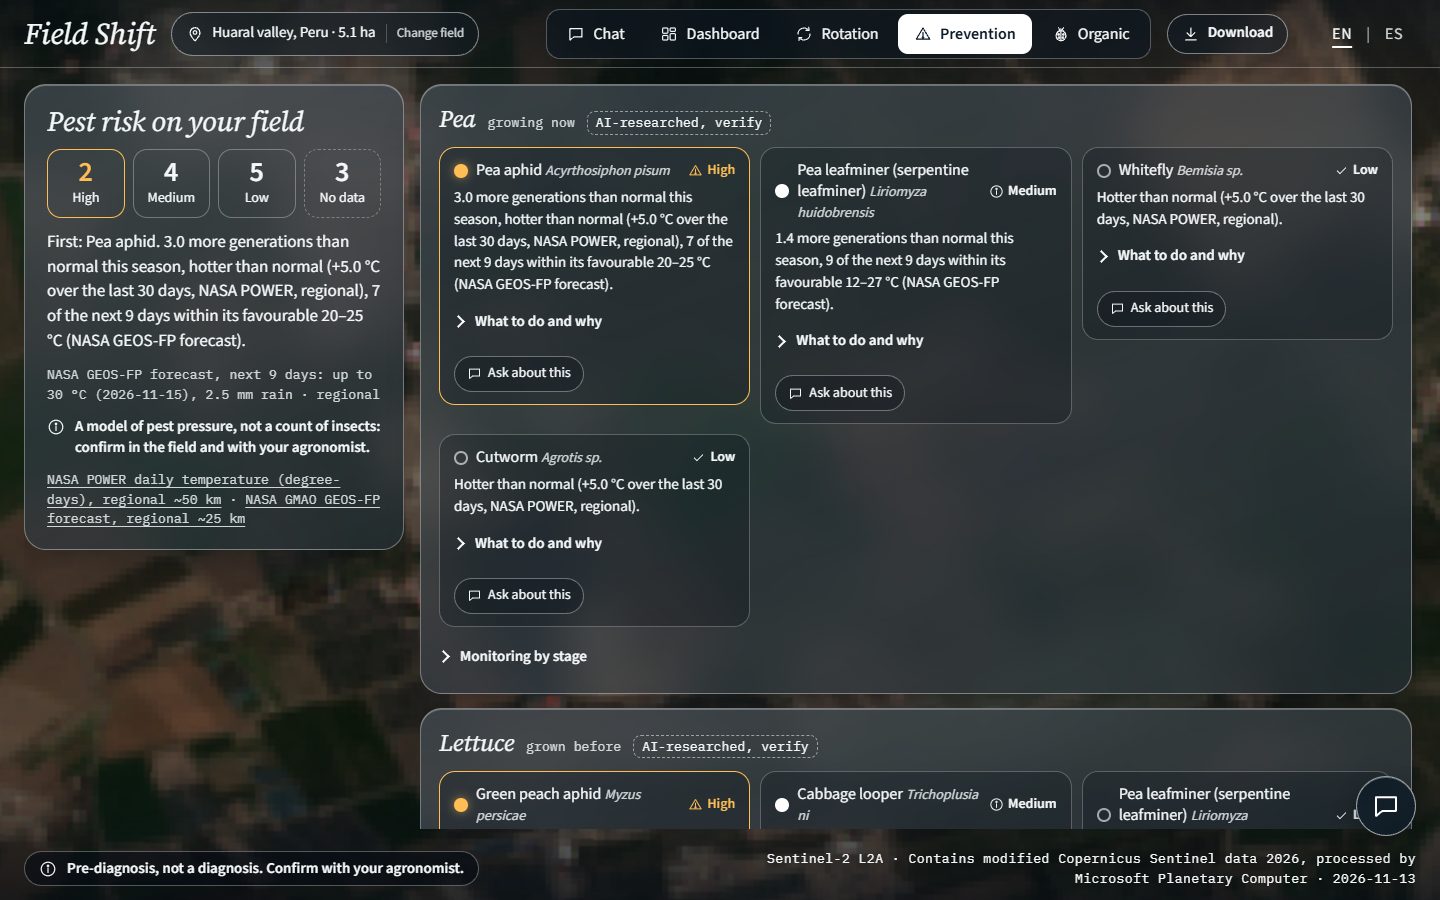 Field Shift
Huaral valley, Peru · 5.1 ha
Change field
Chat
Dashboard
Rotation
Prevention
Organic
Download
EN | ES
Pest risk on your field
2 High
4 Medium
5 Low
3 No data
First: Pea aphid. 3.0 more generations than
normal this season, hotter than normal (+5.0 °C
over the last 30 days, NASA POWER, regional), 7
of the next 9 days within its favourable 20–25
°C (NASA GEOS-FP forecast).
NASA GEOS-FP forecast, next 9 days: up to
30 °C (2026-11-15), 2.5 mm rain · regional
A model of pest pressure, not a count of insects:
confirm in the field and with your agronomist.
NASA POWER daily temperature (degree-
days), regional ~50 km · NASA GMAO GEOS-FP
forecast, regional ~25 km
Pea growing now AI-researched, verify
Pea aphid Acyrthosiphon pisum High
3.0 more generations than normal this
season, hotter than normal (+5.0 °C over the
last 30 days, NASA POWER, regional), 7 of the
next 9 days within its favourable 20–25 °C
(NASA GEOS-FP forecast).
What to do and why
Ask about this
Pea leafminer (serpentine
leafminer) Liriomyza
huidobrensis
Medium
1.4 more generations than normal this
season, 9 of the next 9 days within its
favourable 12–27 °C (NASA GEOS-FP
forecast).
What to do and why
Ask about this
Whitefly Bemisia sp. Low
Hotter than normal (+5.0 °C over the last 30
days, NASA POWER, regional).
What to do and why
Ask about this
Cutworm Agrotis sp. Low
Hotter than normal (+5.0 °C over the last 30
days, NASA POWER, regional).
What to do and why
Ask about this
Monitoring by stage
Lettuce grown before AI-researched, verify
Green peach aphid Myzus
persicae
High
Cabbage looper Trichoplusia
ni
Medium
Pea leafminer (serpentine
leafminer) Liriomyza
Pre-diagnosis, not a diagnosis. Confirm with your agronomist.
Sentinel-2 L2A · Contains modified Copernicus Sentinel data 2026, processed by
Microsoft Planetary Computer · 2026-11-13